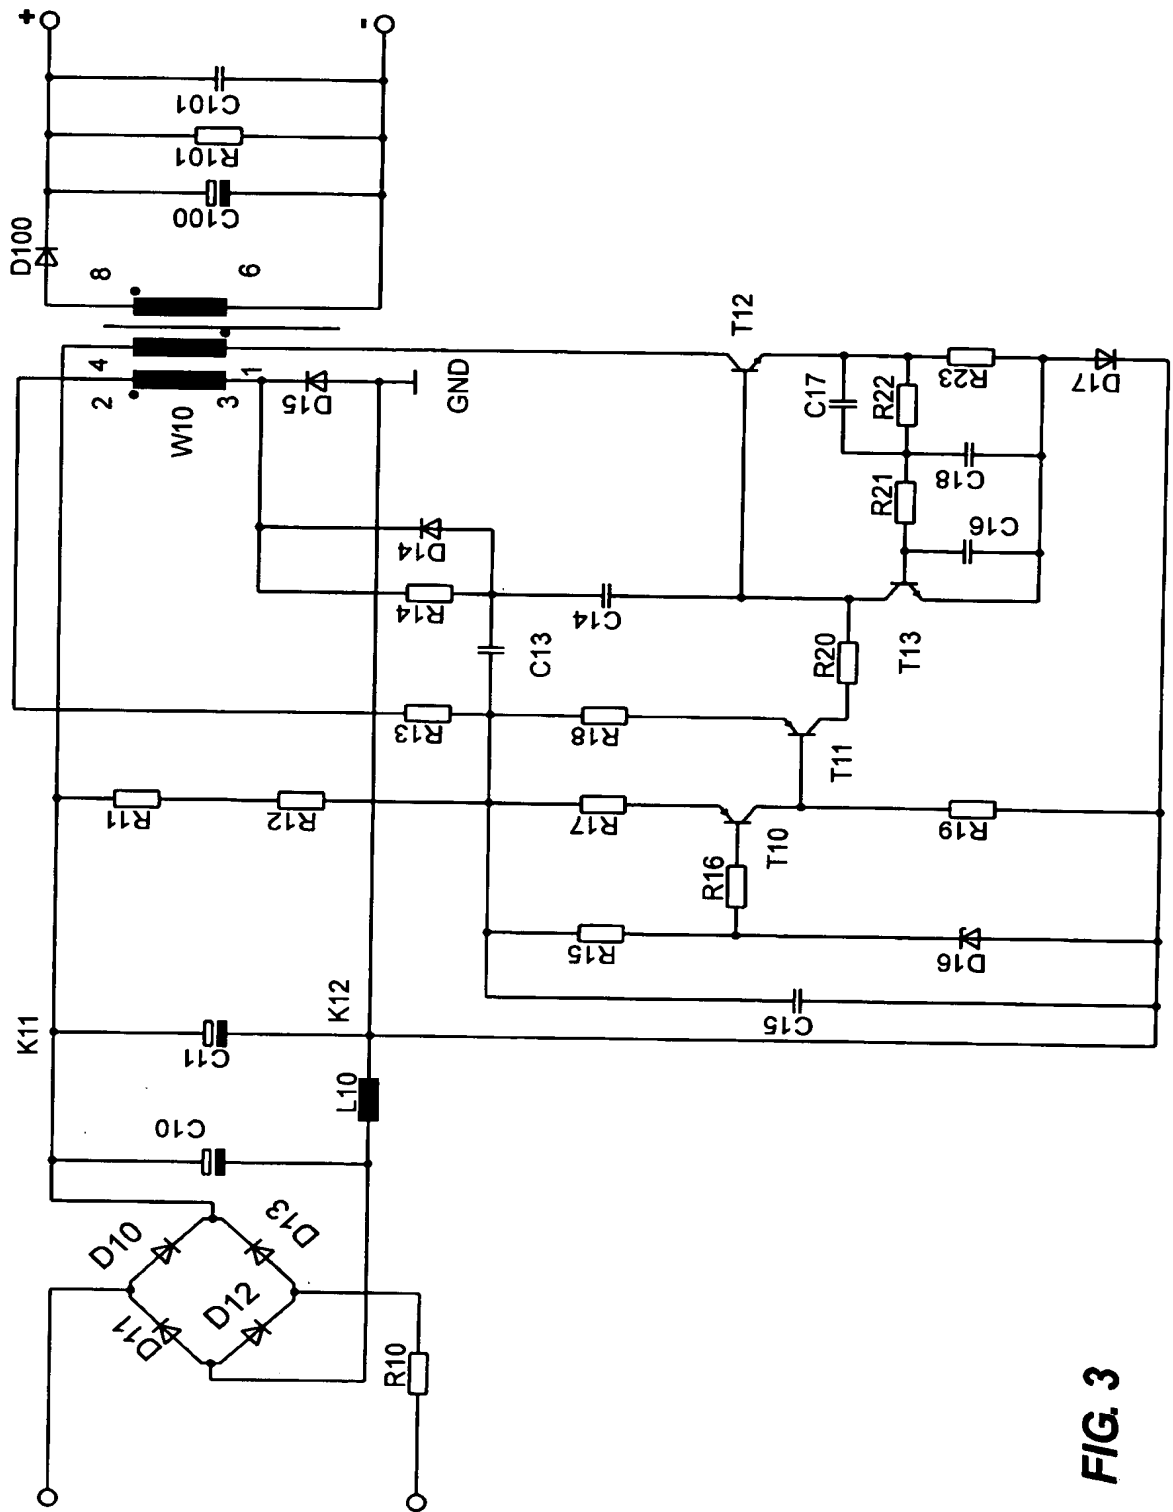 +
-
C101
R101
C100
D100
8
6
4
2
3
1
W10
D15
GND
T12
C17
R22
R23
D17
R21
C18
C16
D14
R14
C14
C13
R20
T13
R13
R18
T11
R11
R12
R17
T10
R19
R16
R15
D16
C15
K11
K12
C11
L10
C10
D10
D13
D11
D12
R10
FIG. 3